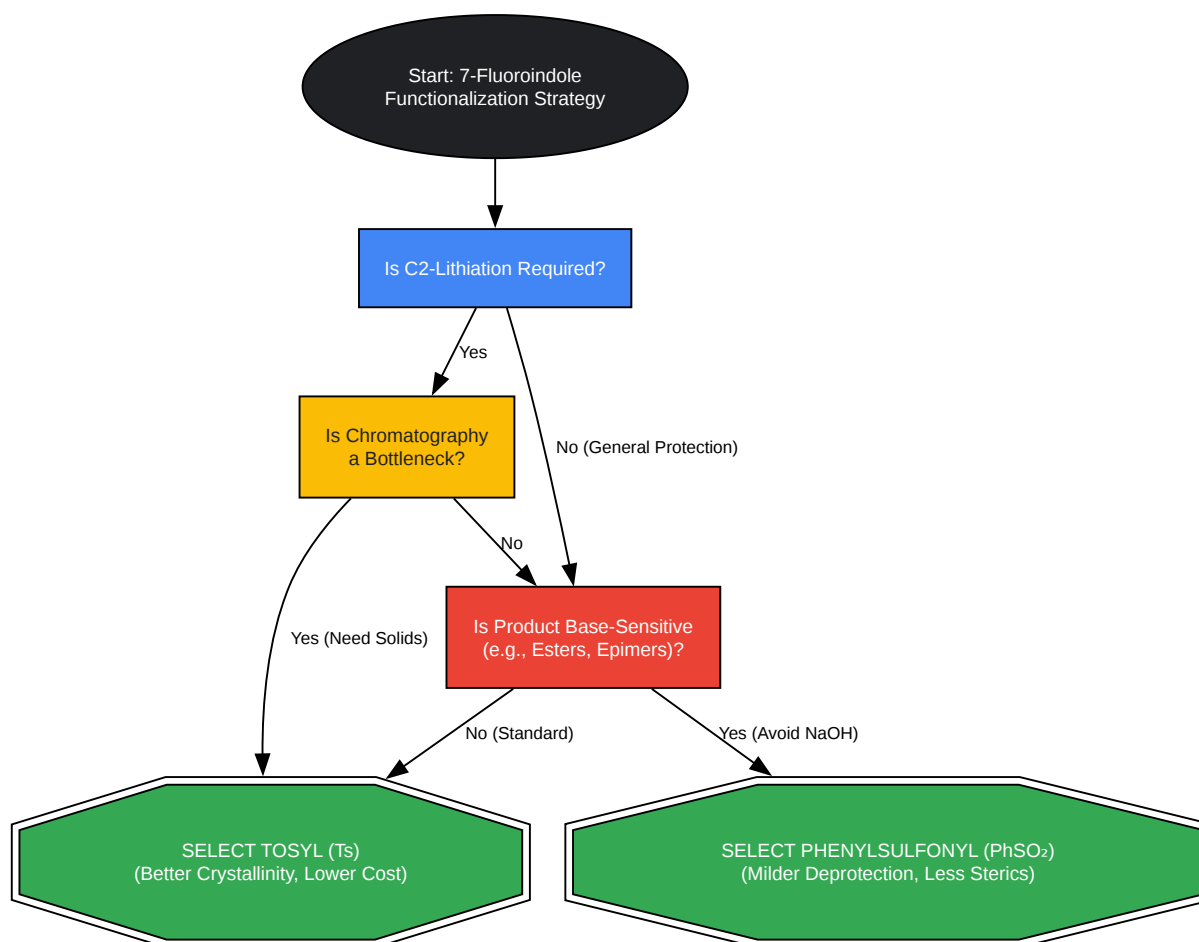 Start: 7-Fluoroindole
Functionalization Strategy
Is C2-Lithiation Required?
Yes
Is Chromatography
a Bottleneck?
No (General Protection)
No
Is Product Base-Sensitive
(e.g., Esters, Epimers)?
Yes (Need Solids)
No (Standard)
Yes (Avoid NaOH)
SELECT TOSYL (Ts)
(Better Crystallinity, Lower Cost)
SELECT PHENYLSULFONYL (PhSO₂)
(Milder Deprotection, Less Sterics)